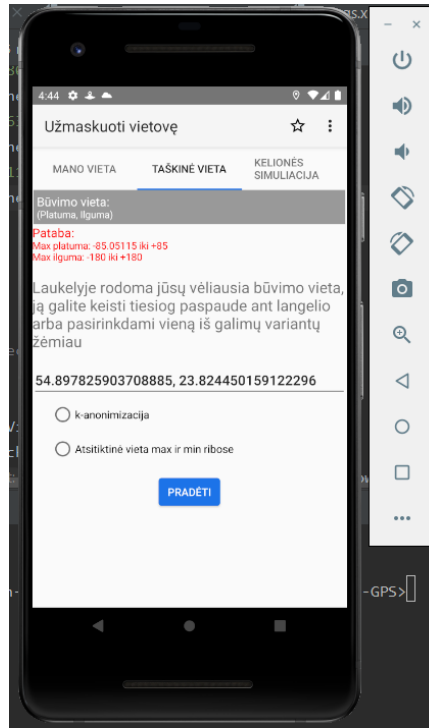 gs.x
4:44
Užmaskuoti vietovę
MANO VIETA
TAŠKINĖ VIETA
KELIONĖS
SIMULIACIJA
Būvimo vieta:
(Platuma, Ilguma)
Pataba:
Max platuma: -85.05115 iki +85
Max ilguma: -180 iki +180
Laukelyje rodoma jūsų vėliausia būvimo vieta,
ją galite keisti tiesiog paspaude ant langelio
arba pasirinkdami vieną iš galimų variantų
žėmiau
54.897825903708885, 23.824450159122296
k-anonimizacija
Atsitiktinė vieta max ir min ribose
PRADĖTI
-GPS>